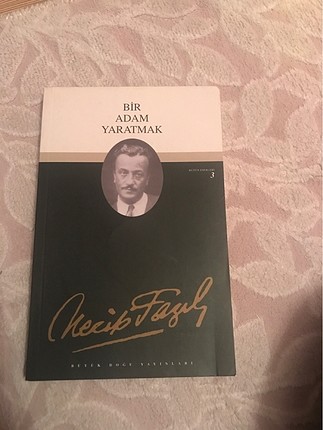 BİR
ADAM
YARATMAK
3
Necip Fazıl
BÜYÜK DOĞU YAYINLARI